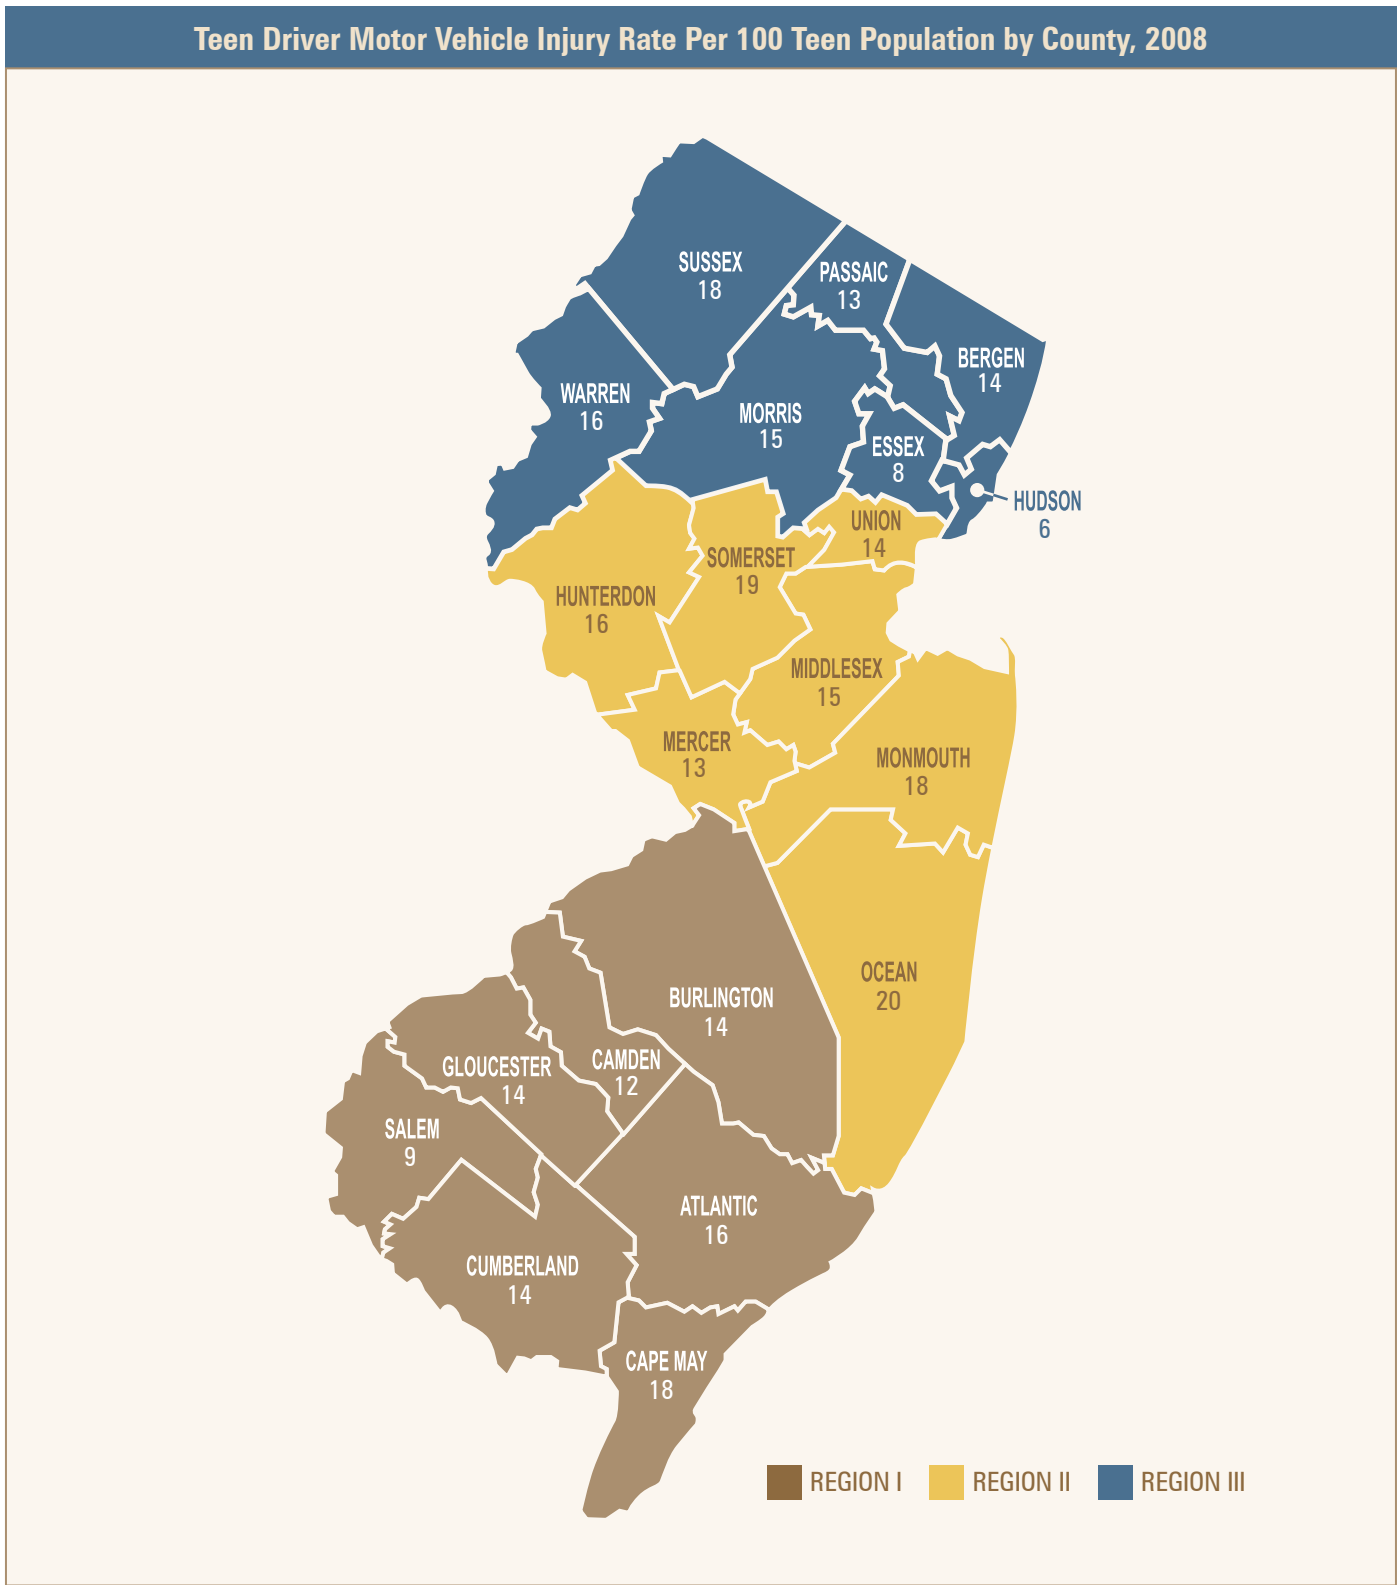 Teen Driver Motor Vehicle Injury Rate Per 100 Teen Population by County, 2008
SUSSEX
18
PASSAIC
13
BERGEN
14
WARREN
16
MORRIS
15
ESSEX
8
HUDSON
6
UNION
14
SOMERSET
19
HUNTERDON
16
MIDDLESEX
15
MERCER
13
MONMOUTH
18
OCEAN
20
BURLINGTON
14
CAMDEN
12
GLOUCESTER
14
SALEM
9
ATLANTIC
16
CUMBERLAND
14
CAPE MAY
18
REGION I
REGION II
REGION III